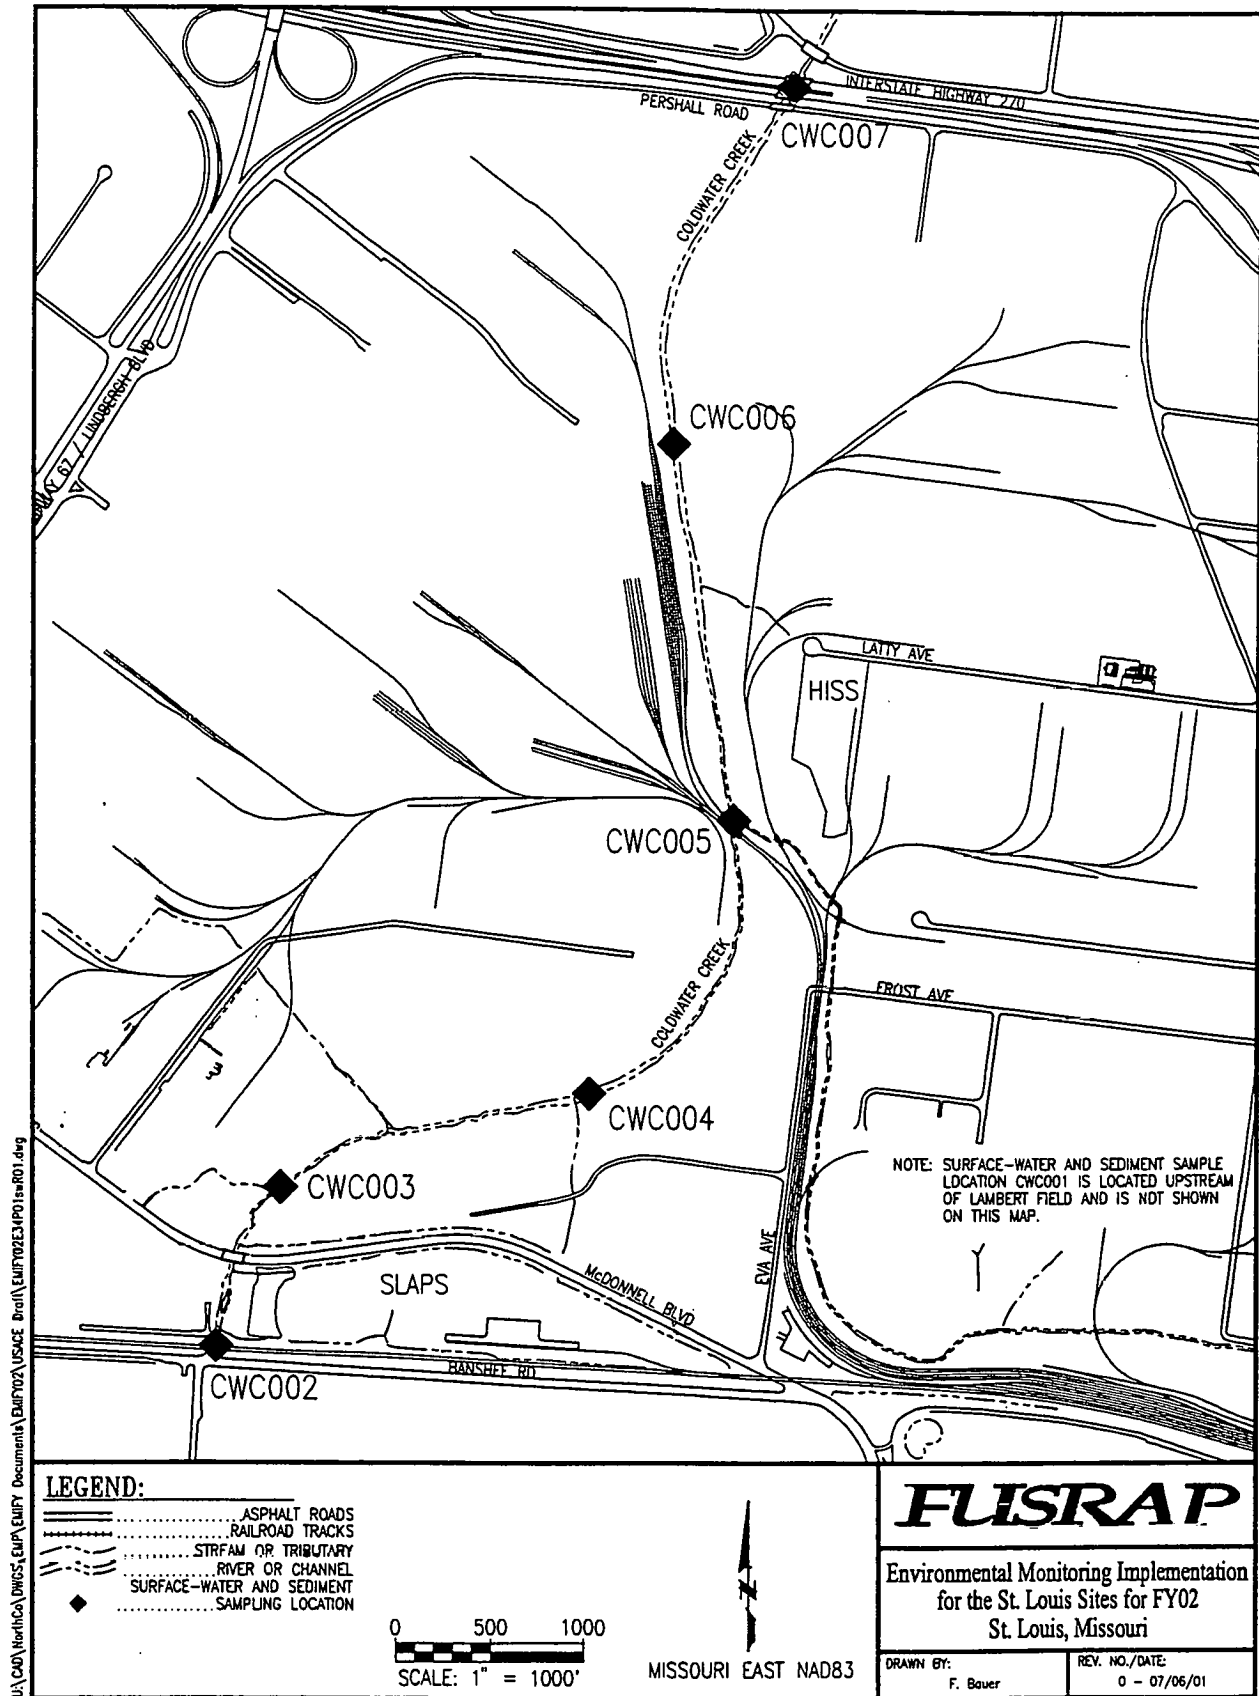 INTERSTATE HIGHWAY 270
PERSHALL ROAD
CWC007
COLDWATER CREEK
LINDBERGH BLVD
CWC006
LATTY AVE
HISS
CWC005
COLDWATER CREEK
FROST AVE
CWC004
CWC003
NOTE: SURFACE-WATER AND SEDIMENT SAMPLE
LOCATION CWC001 IS LOCATED UPSTREAM
OF LAMBERT FIELD AND IS NOT SHOWN
ON THIS MAP.
EVA AVE
SLAPS
McDONNELL BLVD
BANSHEE RD
CWC002
LEGEND:
ASPHALT ROADS
RAILROAD TRACKS
STREAM OR TRIBUTARY
RIVER OR CHANNEL
SURFACE-WATER AND SEDIMENT
SAMPLING LOCATION
0 500 1000
SCALE: 1" = 1000'
MISSOURI EAST NAD83
FUSRAP
Environmental Monitoring Implementation
for the St. Louis Sites for FY02
St. Louis, Missouri
DRAWN BY:
F. Bauer
REV. NO./DATE:
0 - 07/06/01